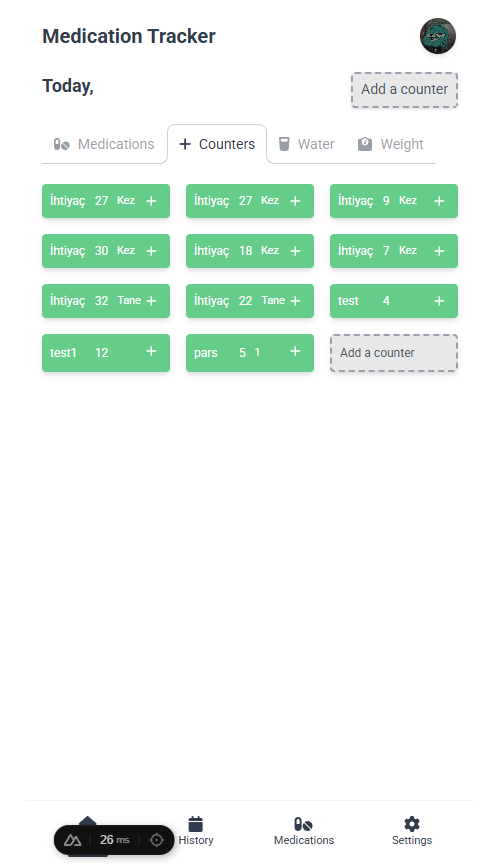 Medication Tracker
Today,
Add a counter
Medications
Counters
Water
Weight
İhtiyaç 27 Kez +
İhtiyaç 27 Kez +
İhtiyaç 9 Kez +
İhtiyaç 30 Kez +
İhtiyaç 18 Kez +
İhtiyaç 7 Kez +
İhtiyaç 32 Tane +
İhtiyaç 22 Tane +
test 4 +
test1 12 +
pars 5 1 +
Add a counter
26 ms
History
Medications
Settings